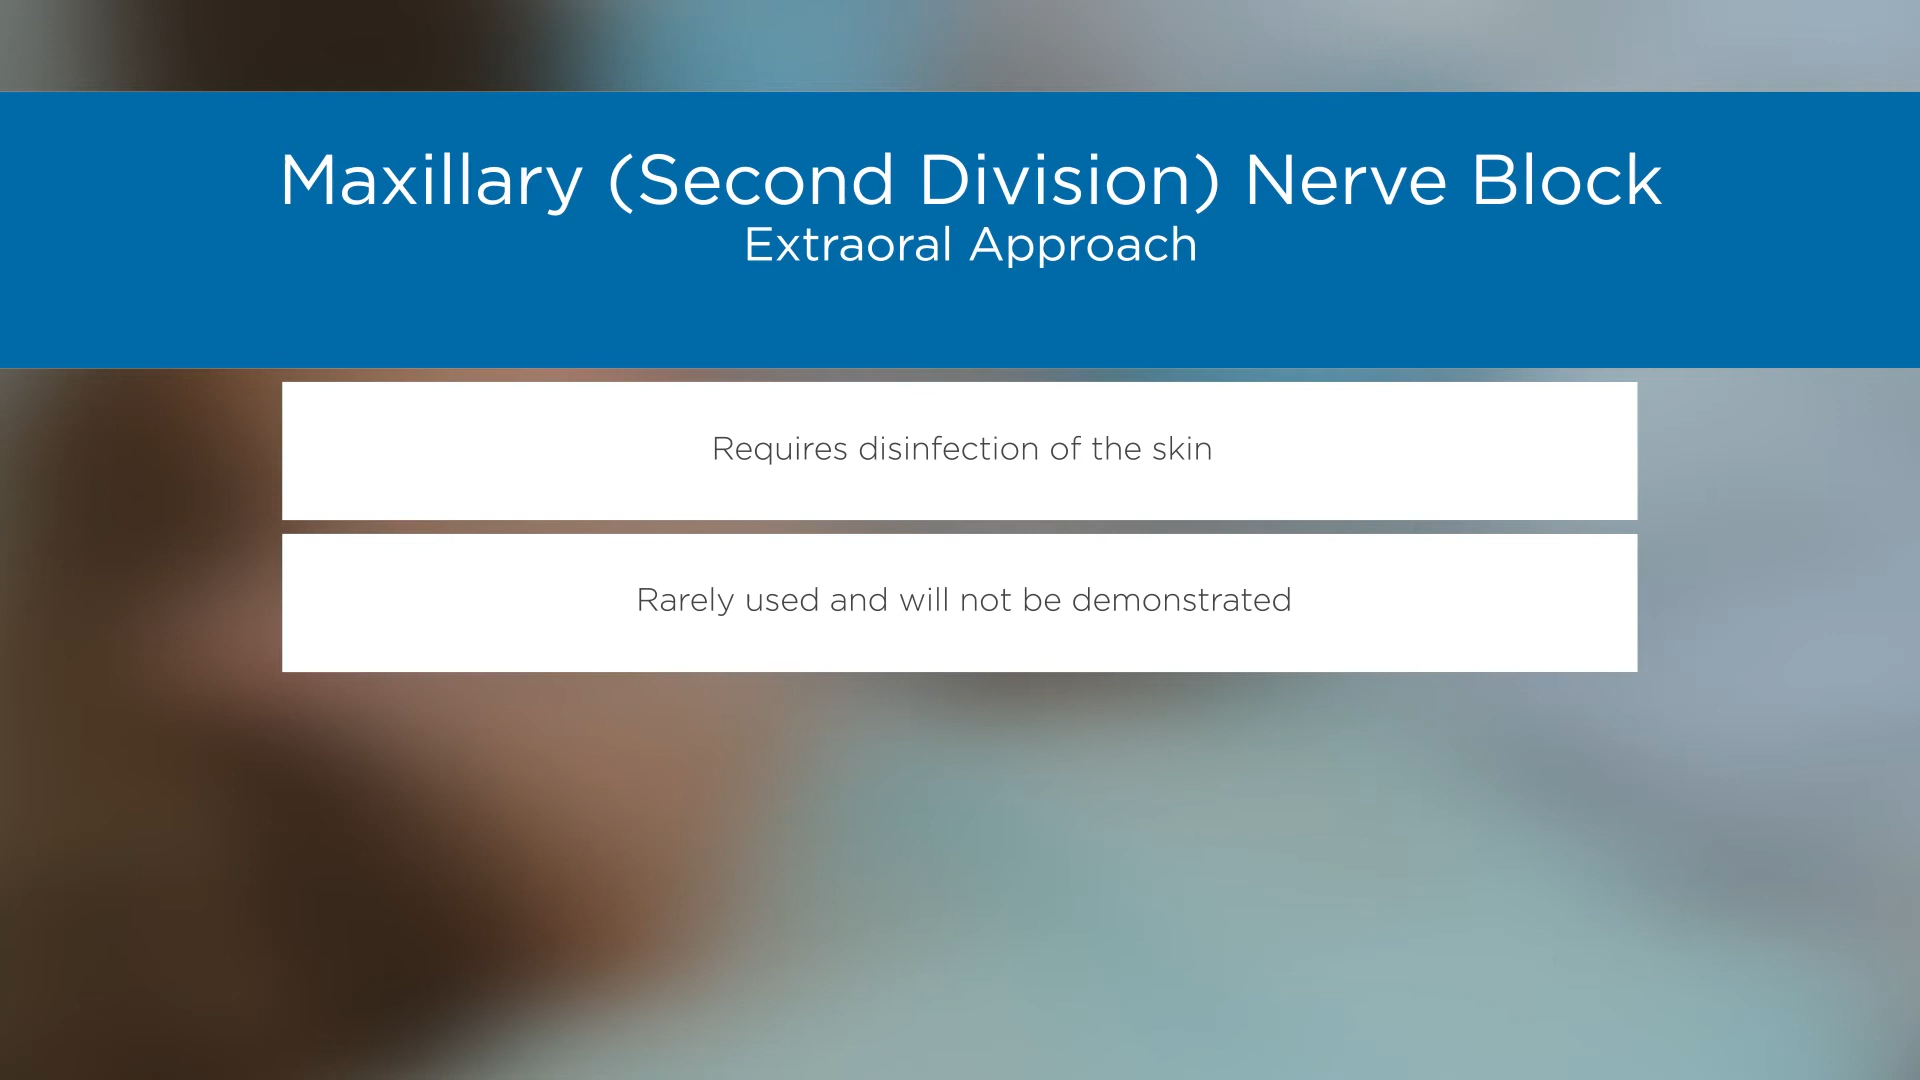 Maxillary (Second Division) Nerve Block
Extraoral Approach
Requires disinfection of the skin
Rarely used and will not be demonstrated